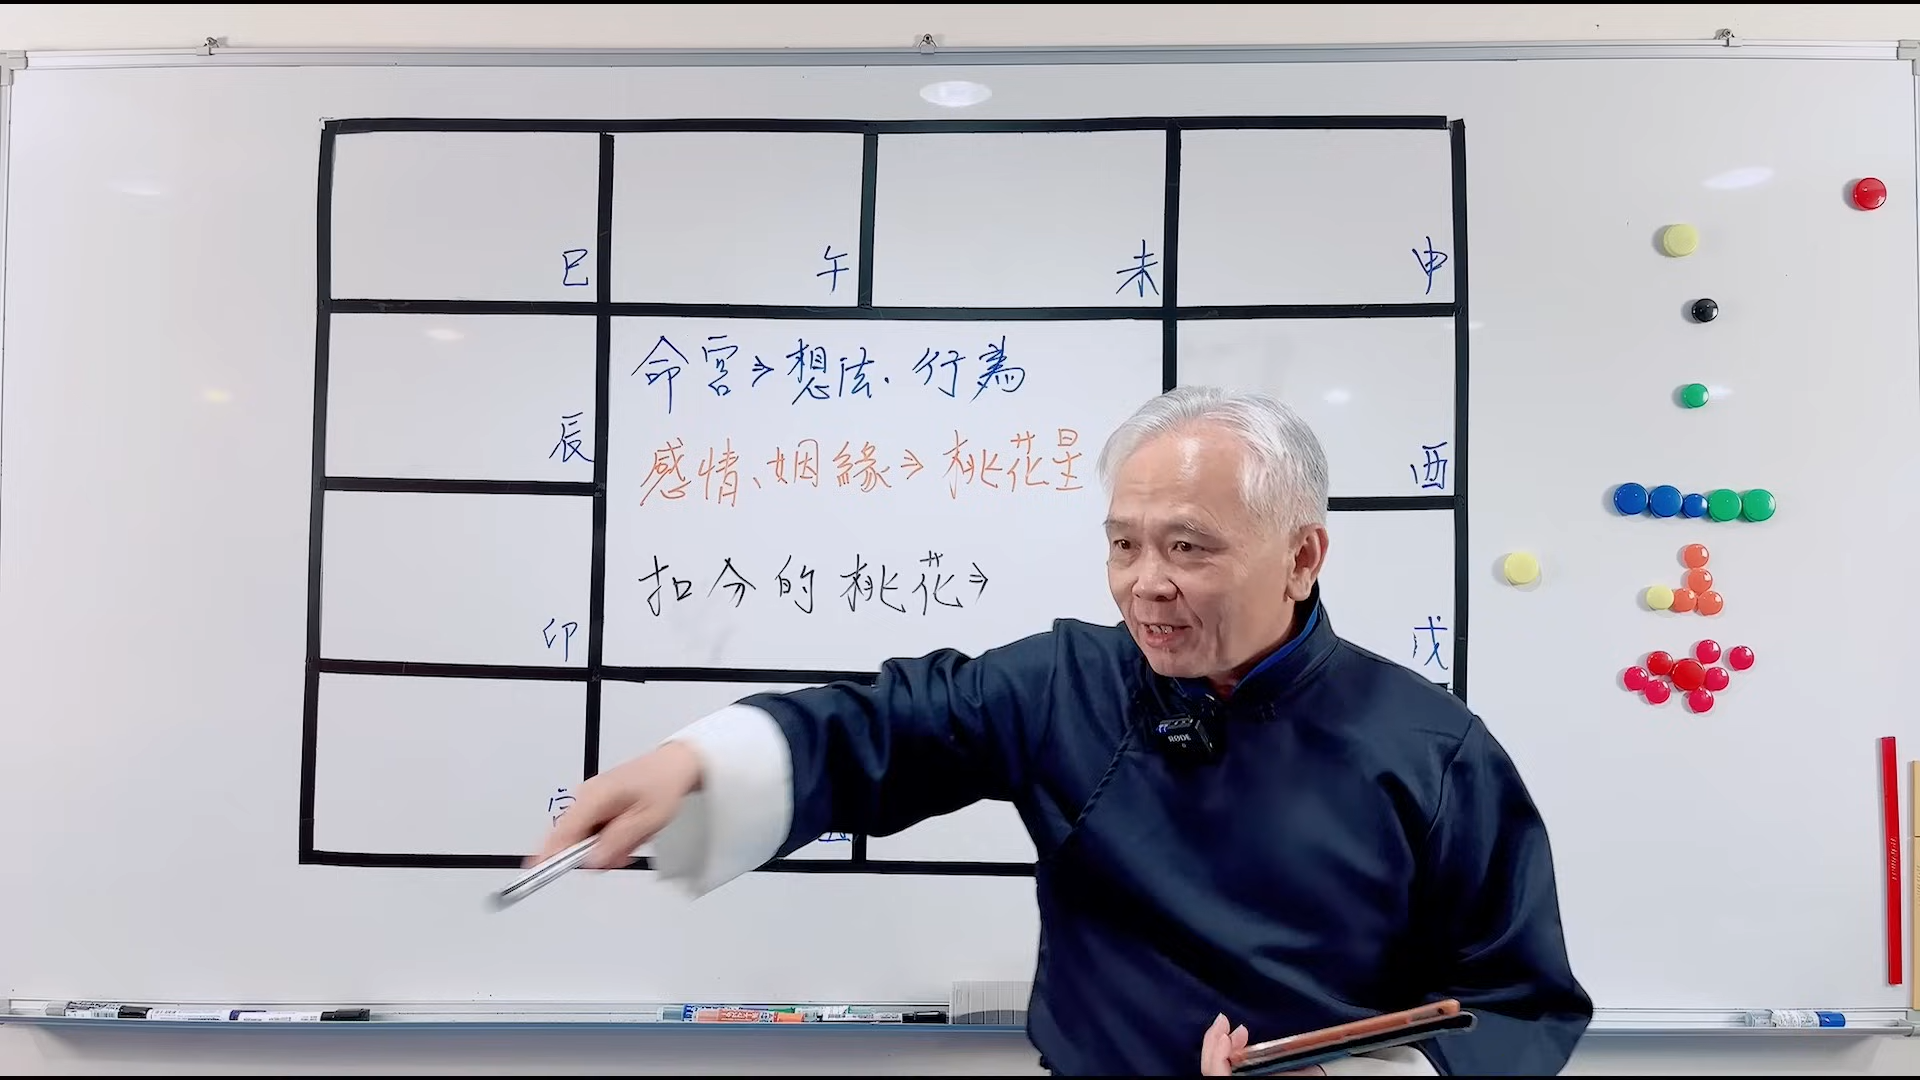 巳
午
未
申
命宮⇒想法、行為
辰
感情、姻緣⇒桃花星
酉
扣分的桃花⇒
卯
戌
RØDE